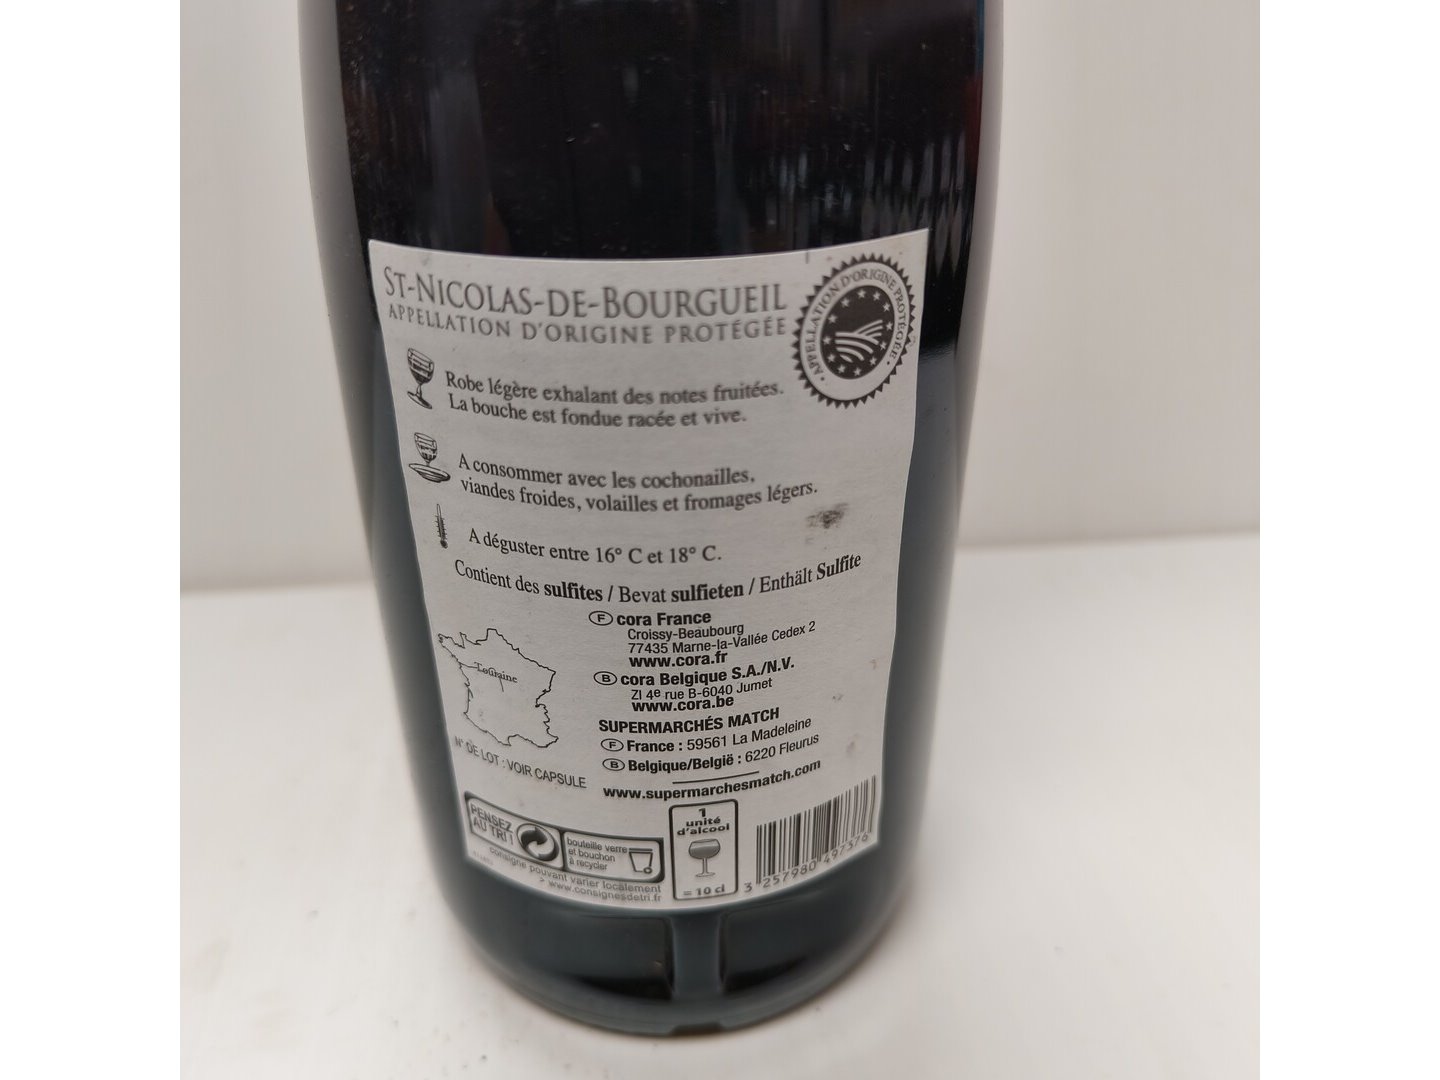 ST-NICOLAS-DE-BOURGUEIL
APPELLATION D'ORIGINE PROTÉGÉE
APPELLATION D'ORIGINE PROTÉGÉE
Robe légère exhalant des notes fruitées.
La bouche est fondue racée et vive.
A consommer avec les cochonailles,
viandes froides, volailles et fromages légers.
A déguster entre 16° C et 18° C.
Contient des sulfites / Bevat sulfieten / Enthält Sulfite
F cora France
Croissy-Beaubourg
77435 Marne-la-Vallée Cedex 2
www.cora.fr
B cora Belgique S.A./N.V.
ZI 4e rue B-6040 Jumet
www.cora.be
Touraine
SUPERMARCHÉS MATCH
F France : 59561 La Madeleine
B Belgique/België : 6220 Fleurus
www.supermarchesmatch.com
N° DE LOT : VOIR CAPSULE
PENSEZ
AU TRI !
bouteille verre
et bouchon
à recycler
consigne pouvant varier localement
> www.consignesdetri.fr
1
unité
d'alcool
= 10 cl
3 257980 497376